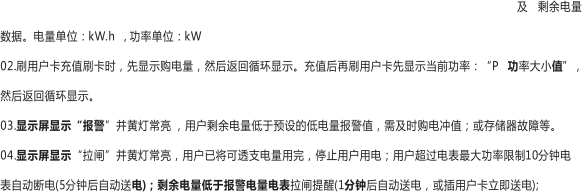 及 剩余电量
数据。电量单位：kW.h ，功率单位：kW
02.刷用户卡充值刷卡时，先显示购电量，然后返回循环显示。充值后再刷用户卡先显示当前功率：“P 功率大小值”，
然后返回循环显示。
03.显示屏显示“报警”并黄灯常亮 ，用户剩余电量低于预设的低电量报警值，需及时购电冲值；或存储器故障等。
04.显示屏显示“拉闸”并黄灯常亮，用户已将可透支电量用完，停止用户用电；用户超过电表最大功率限制10分钟电
表自动断电(5分钟后自动送电)；剩余电量低于报警电量电表拉闸提醒(1分钟后自动送电，或插用户卡立即送电);